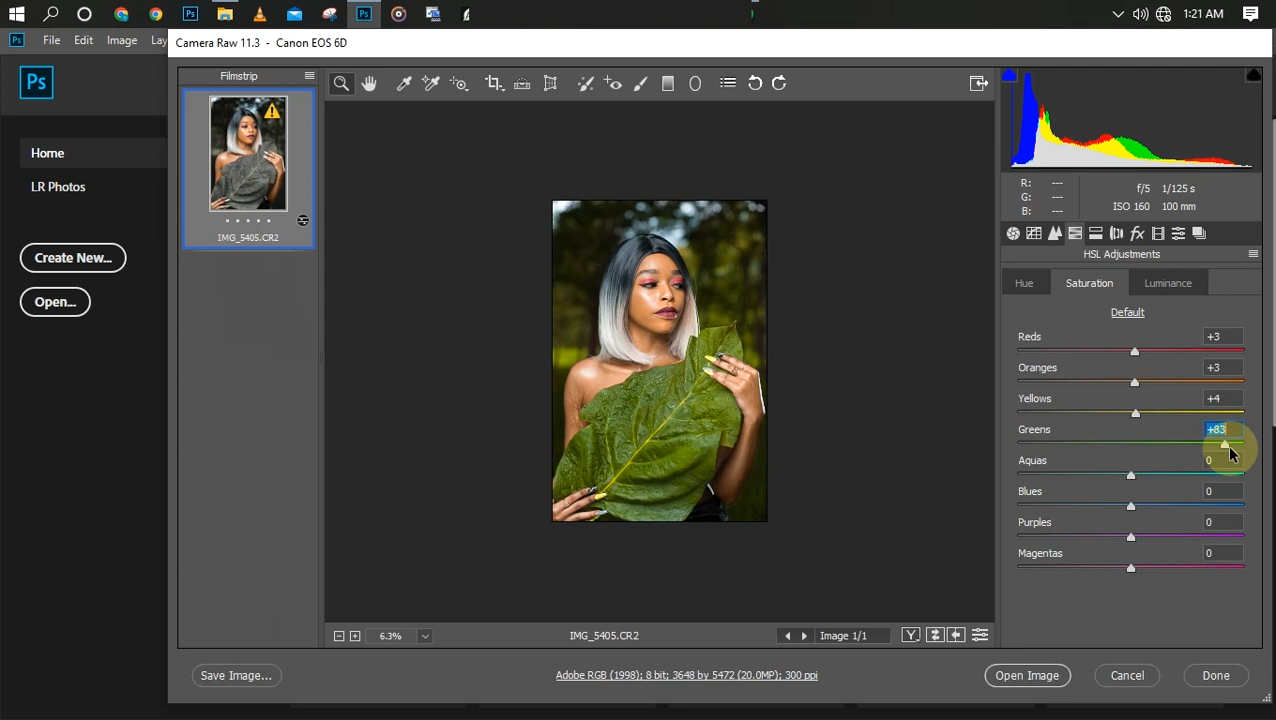 1:21 AM
Ps File Edit Image Lay
Camera Raw 11.3 - Canon EOS 6D
Ps
Home
LR Photos
Create New...
Open...
Filmstrip
IMG_5405.CR2
R: ---
G: ---
B: ---
f/5 1/125 s
ISO 160 100 mm
HSL Adjustments
Hue Saturation Luminance
Default
Reds +3
Oranges +3
Yellows +4
Greens +83
Aquas 0
Blues 0
Purples 0
Magentas 0
6.3% IMG_5405.CR2 Image 1/1 Y
Save Image... Adobe RGB (1998); 8 bit; 3648 by 5472 (20.0MP); 300 ppi Open Image Cancel Done